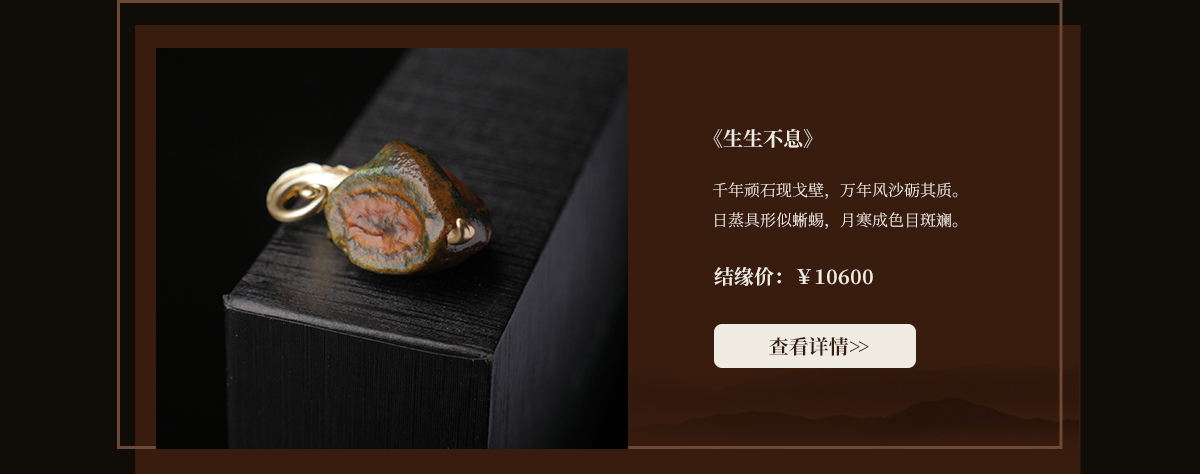 《生生不息》
千年顽石现戈壁，万年风沙砺其质。
日蒸具形似蜥蜴，月寒成色目斑斓。
结缘价：￥10600
查看详情>>